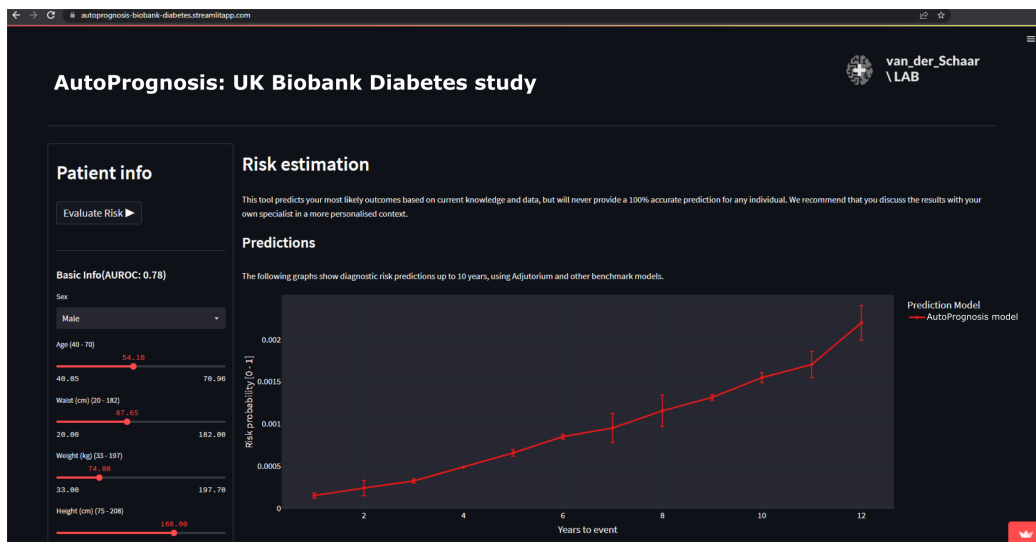 autoprognosis-biobank-diabetes.streamlitapp.com
AutoPrognosis: UK Biobank Diabetes study
van_der_Schaar
\ LAB
Patient info
Evaluate Risk
Basic Info(AUROC: 0.78)
Sex
Male
Age (40 - 70)
54.10
40.05 70.96
Waist (cm) (20 - 182)
87.65
20.00 182.00
Weight (kg) (33 - 197)
74.80
33.00 197.70
Height (cm) (75 - 208)
168.00
Risk estimation
This tool predicts your most likely outcomes based on current knowledge and data, but will never provide a 100% accurate prediction for any individual. We recommend that you discuss the results with your
own specialist in a more personalised context.
Predictions
The following graphs show diagnostic risk predictions up to 10 years, using Adjutorium and other benchmark models.
Prediction Model
AutoPrognosis model
Risk probability [0 - 1]
0.002
0.0015
0.001
0.0005
0
2 4 6 8 10 12
Years to event